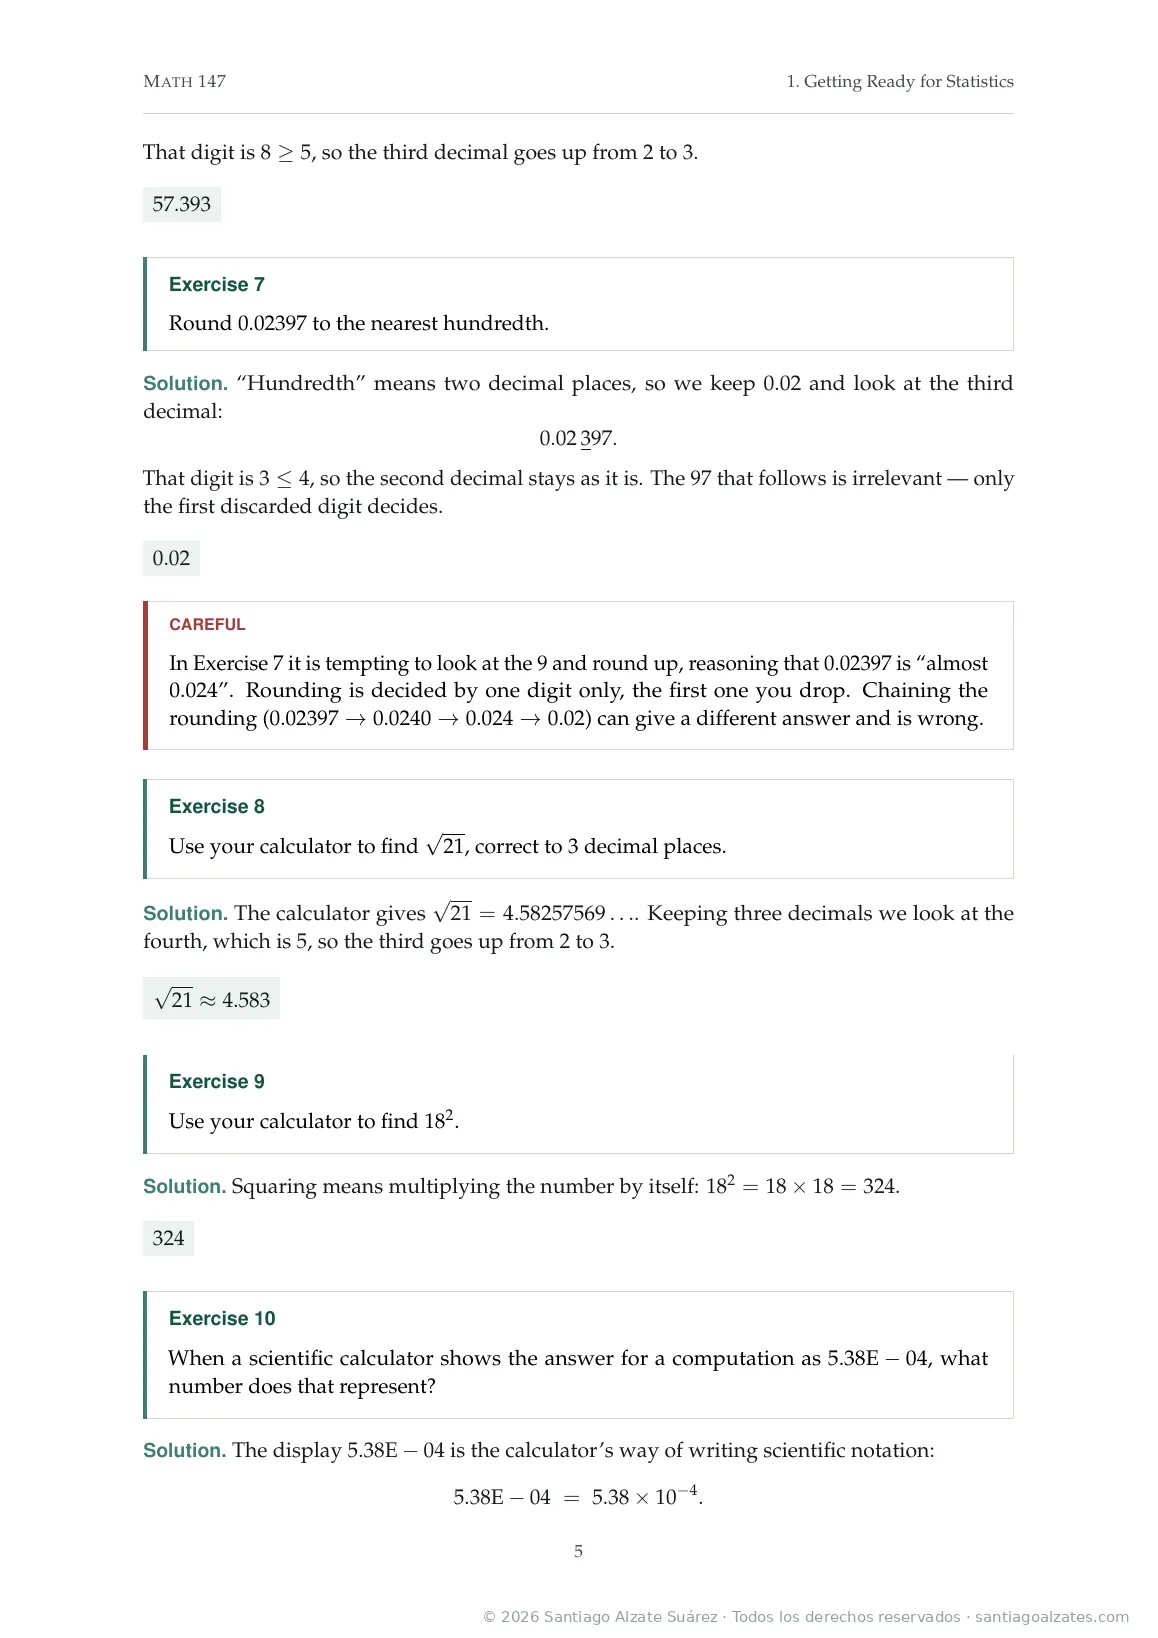 MATH 147
1. Getting Ready for Statistics
That digit is 8 ≥ 5, so the third decimal goes up from 2 to 3.
57.393
Exercise 7
Round 0.02397 to the nearest hundredth.
Solution. “Hundredth” means two decimal places, so we keep 0.02 and look at the third
decimal:
0.02 397.
That digit is 3 ≤ 4, so the second decimal stays as it is. The 97 that follows is irrelevant — only
the first discarded digit decides.
0.02
CAREFUL
In Exercise 7 it is tempting to look at the 9 and round up, reasoning that 0.02397 is “almost
0.024”. Rounding is decided by one digit only, the first one you drop. Chaining the
rounding (0.02397 → 0.0240 → 0.024 → 0.02) can give a different answer and is wrong.
Exercise 8
Use your calculator to find √21, correct to 3 decimal places.
Solution. The calculator gives √21 = 4.58257569 . . .. Keeping three decimals we look at the
fourth, which is 5, so the third goes up from 2 to 3.
√21 ≈ 4.583
Exercise 9
Use your calculator to find 18².
Solution. Squaring means multiplying the number by itself: 18² = 18 × 18 = 324.
324
Exercise 10
When a scientific calculator shows the answer for a computation as 5.38E − 04, what
number does that represent?
Solution. The display 5.38E − 04 is the calculator’s way of writing scientific notation:
5.38E − 04 = 5.38 × 10⁻⁴.
5
© 2026 Santiago Alzate Suárez · Todos los derechos reservados · santiagoalzates.com